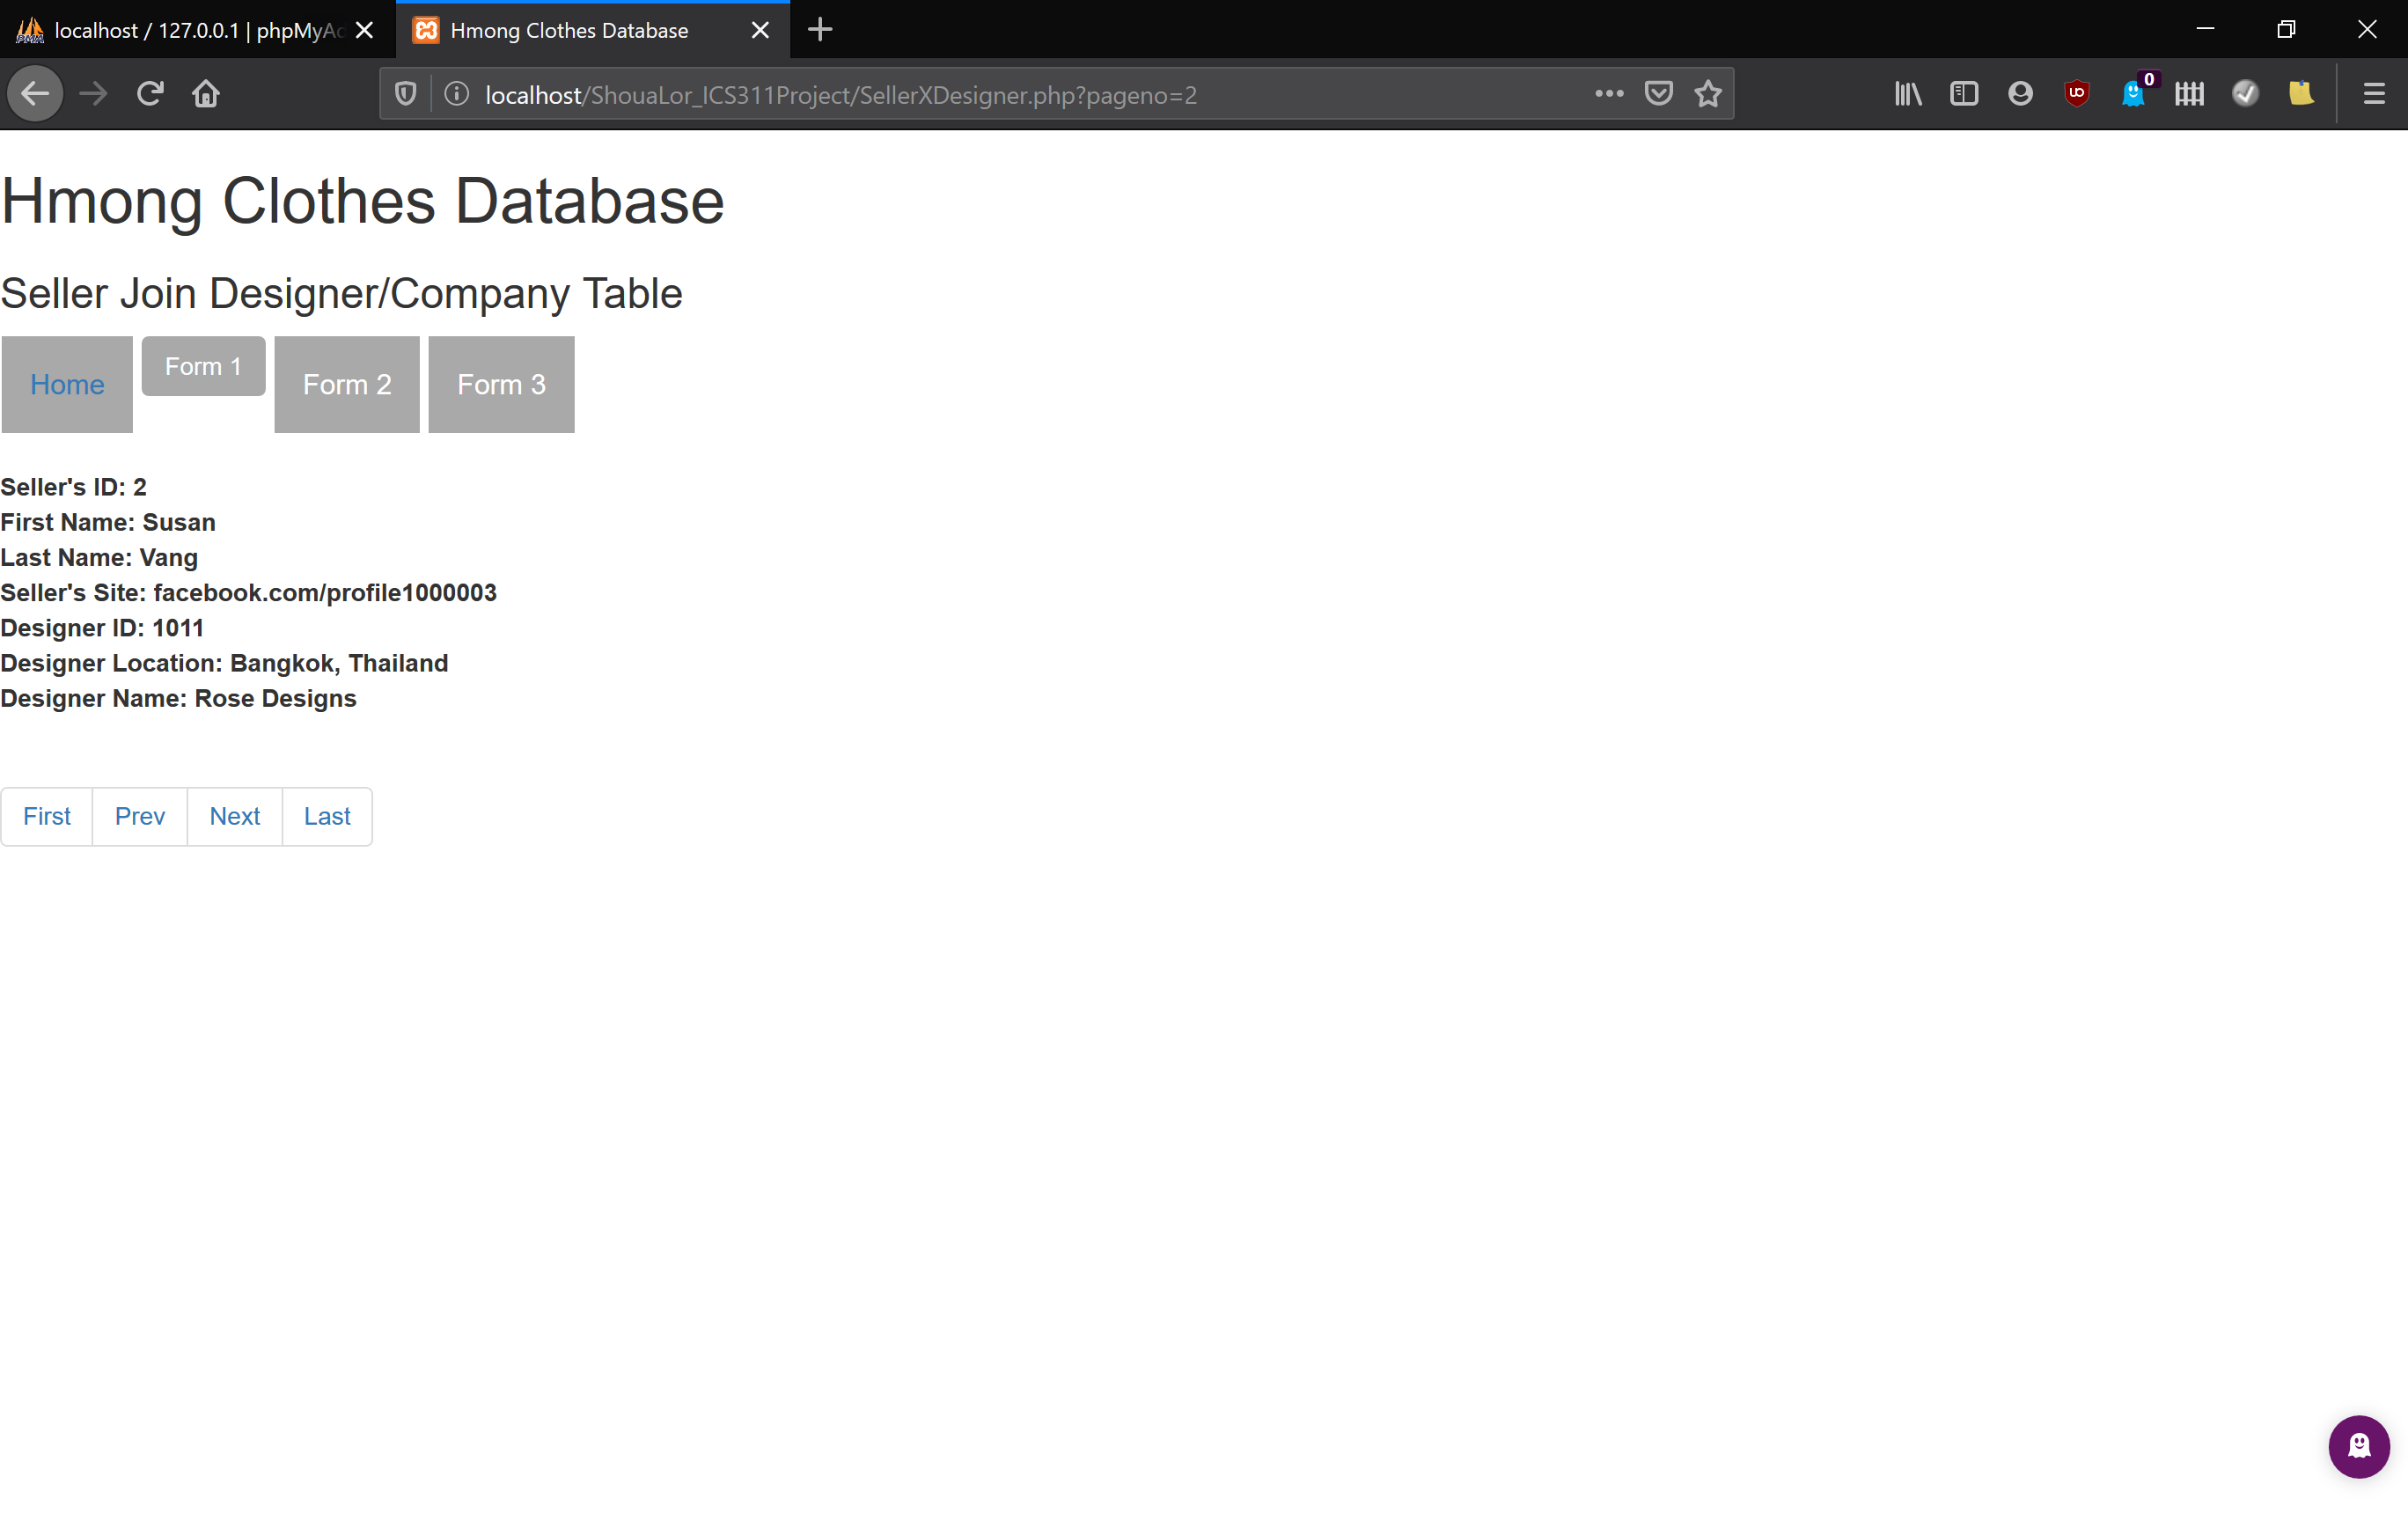 localhost / 127.0.0.1 | phpMyAc
Hmong Clothes Database
localhost/ShouaLor_ICS311Project/SellerXDesigner.php?pageno=2
0
Hmong Clothes Database
Seller Join Designer/Company Table
Home
Form 1
Form 2
Form 3
Seller's ID: 2
First Name: Susan
Last Name: Vang
Seller's Site: facebook.com/profile1000003
Designer ID: 1011
Designer Location: Bangkok, Thailand
Designer Name: Rose Designs
First
Prev
Next
Last